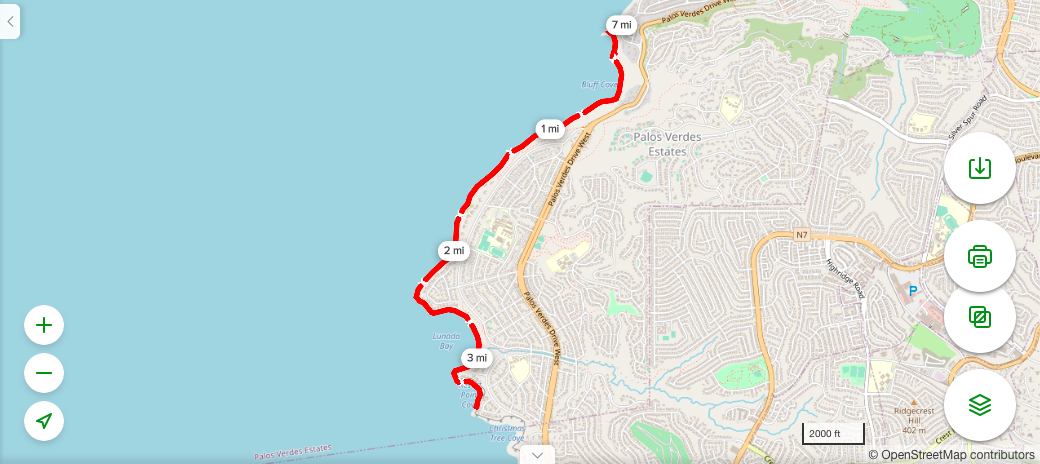 7 mi
Palos Verdes Drive West
Bluff Cove
1 mi
Palos Verdes
Estates
Silver Spur Road
Palos Verdes Drive West
N7
2 mi
Highridge Road
P
Palos Verdes Drive West
Lunada
Bay
3 mi
Christmas
Tree Cove
Ridgecrest
Hill
402 m
2000 ft
Palos Verdes Estates
© OpenStreetMap contributors